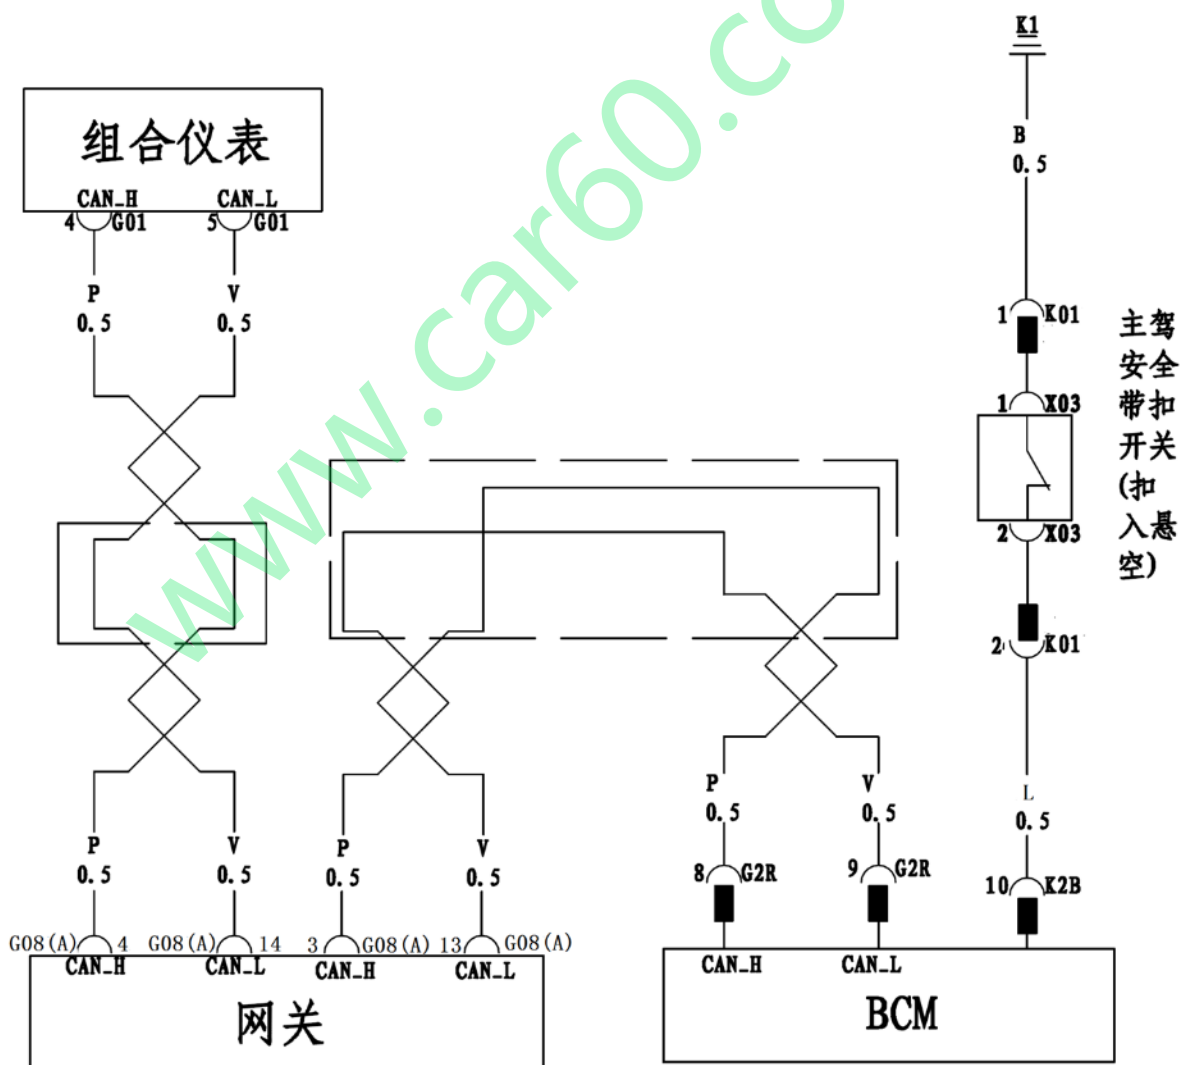 K1
组合仪表
CAN_H CAN_L
4 G01 5 G01
B
0.5
P V
0.5 0.5
1 K01
主驾
安全
带扣
开关
(扣
入悬
空)
1 X03
2 X03
2 K01
P V L
0.5 0.5 0.5
P V P V
0.5 0.5 0.5 0.5
8 G2R 9 G2R 10 K2B
G08(A) 4 G08(A) 14 3 G08(A) 13 G08(A)
CAN_H CAN_L CAN_H CAN_L
CAN_H CAN_L
网关
BCM
www.car60.co